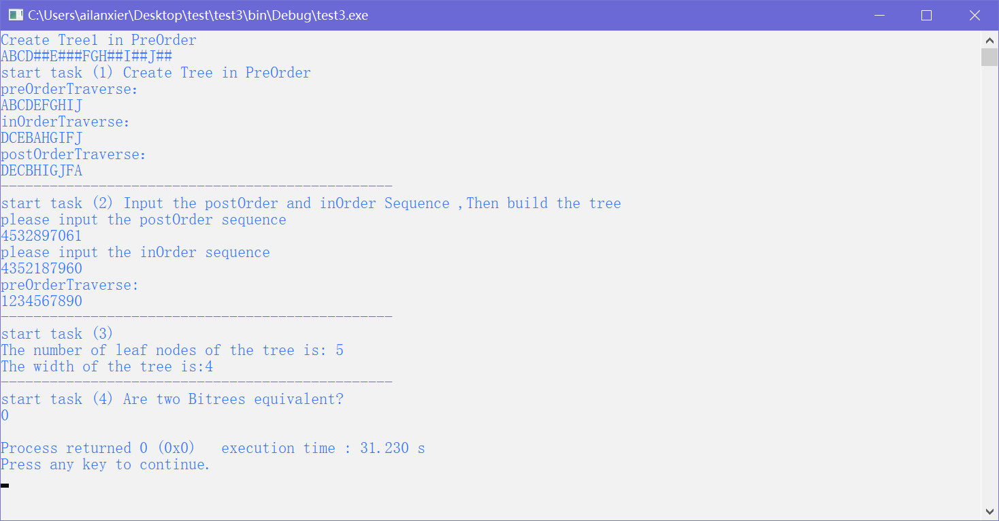 C:\Users\ailanxier\Desktop\test\test3\bin\Debug\test3.exe
Create Tree1 in PreOrder
ABCD##E###FGH##I##J##
start task (1) Create Tree in PreOrder
preOrderTraverse:
ABCDEFGHIJ
inOrderTraverse:
DCEBAHGIFJ
postOrderTraverse:
DECBHIGJFA
------------------------------------------------
start task (2) Input the postOrder and inOrder Sequence ,Then build the tree
please input the postOrder sequence
4532897061
please input the inOrder sequence
4352187960
preOrderTraverse:
1234567890
------------------------------------------------
start task (3)
The number of leaf nodes of the tree is: 5
The width of the tree is:4
------------------------------------------------
start task (4) Are two Bitrees equivalent?
0
Process returned 0 (0x0)   execution time : 31.230 s
Press any key to continue.